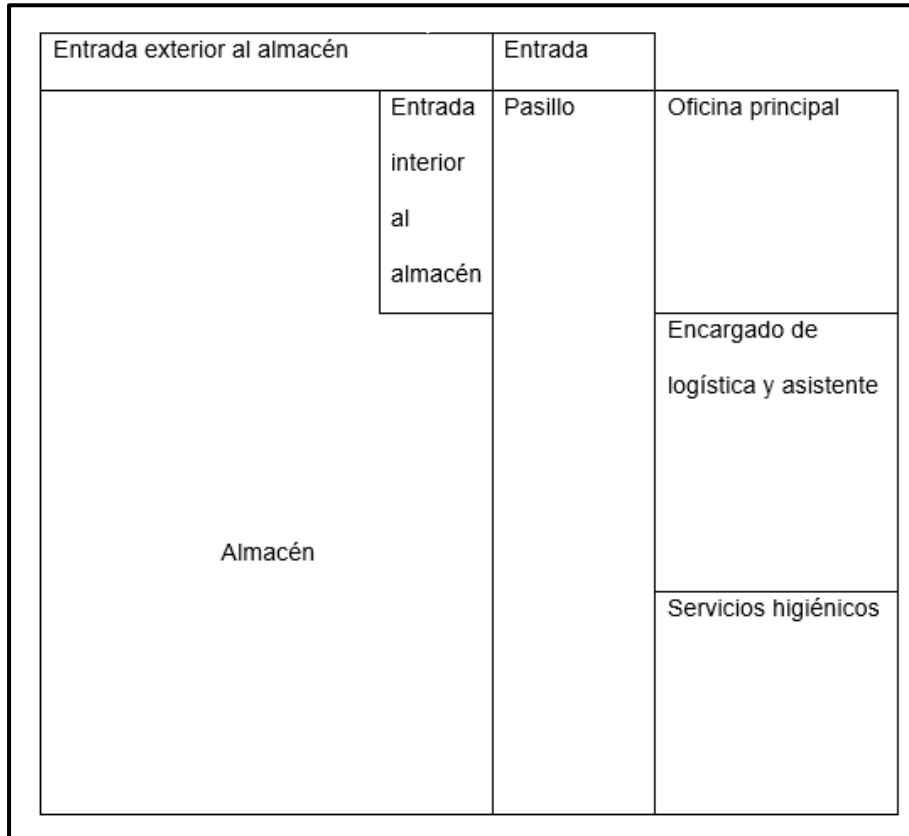 Entrada exterior al almacén
Entrada
Entrada
interior
al
almacén
Pasillo
Oficina principal
Encargado de
logística y asistente
Almacén
Servicios higiénicos